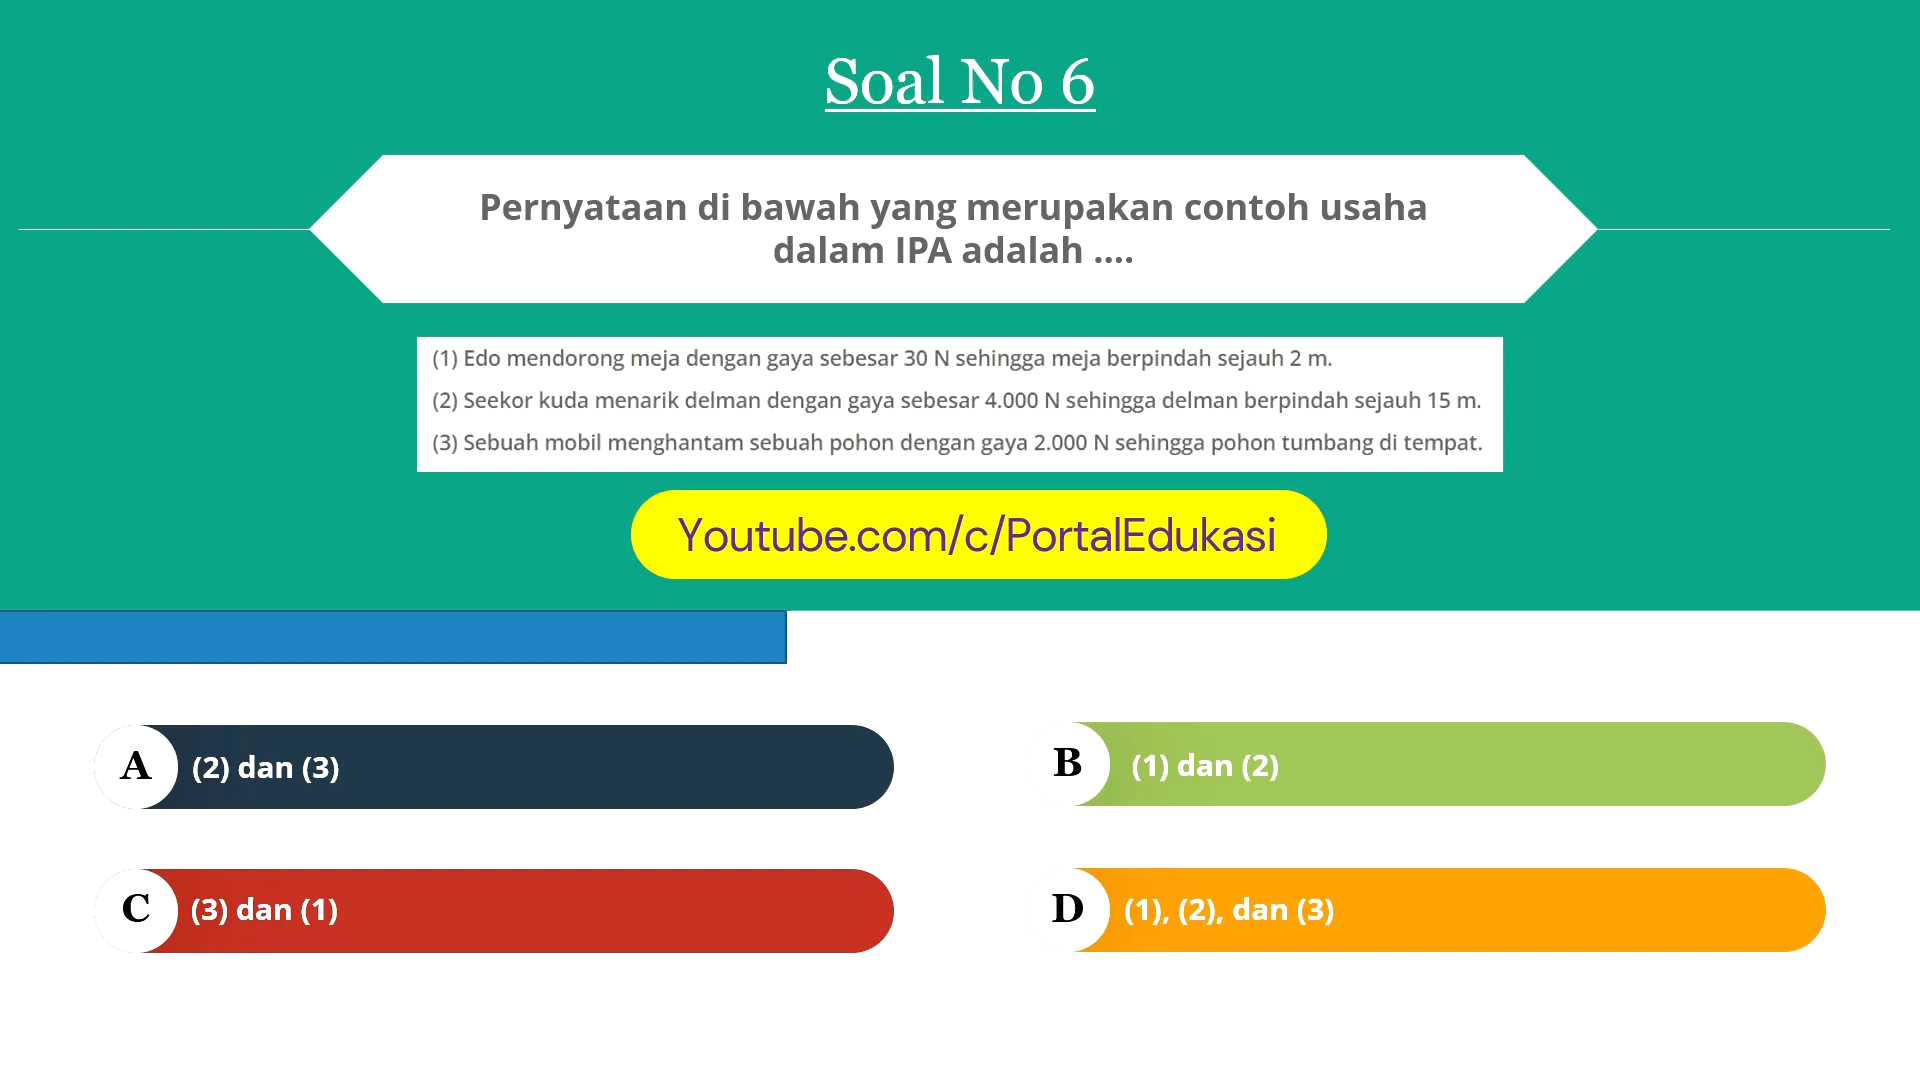 Soal No 6
Pernyataan di bawah yang merupakan contoh usaha
dalam IPA adalah ....
(1) Edo mendorong meja dengan gaya sebesar 30 N sehingga meja berpindah sejauh 2 m.
(2) Seekor kuda menarik delman dengan gaya sebesar 4.000 N sehingga delman berpindah sejauh 15 m.
(3) Sebuah mobil menghantam sebuah pohon dengan gaya 2.000 N sehingga pohon tumbang di tempat.
Youtube.com/c/PortalEdukasi
A (2) dan (3)
B (1) dan (2)
C (3) dan (1)
D (1), (2), dan (3)